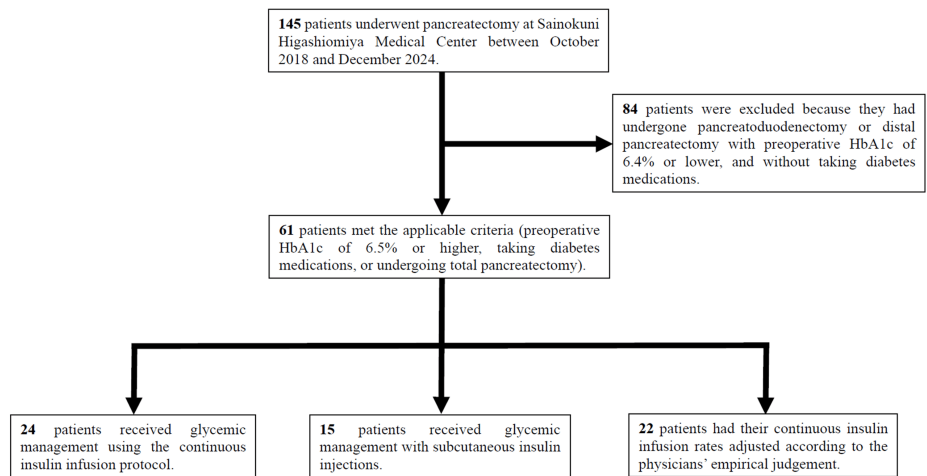 145 patients underwent pancreatectomy at Sainokuni
Higashiomiya Medical Center between October
2018 and December 2024.
84 patients were excluded because they had
undergone pancreatoduodenectomy or distal
pancreatectomy with preoperative HbA1c of
6.4% or lower, and without taking diabetes
medications.
61 patients met the applicable criteria (preoperative
HbA1c of 6.5% or higher, taking diabetes
medications, or undergoing total pancreatectomy).
24 patients received glycemic
management using the continuous
insulin infusion protocol.
15 patients received glycemic
management with subcutaneous insulin
injections.
22 patients had their continuous insulin
infusion rates adjusted according to the
physicians’ empirical judgement.